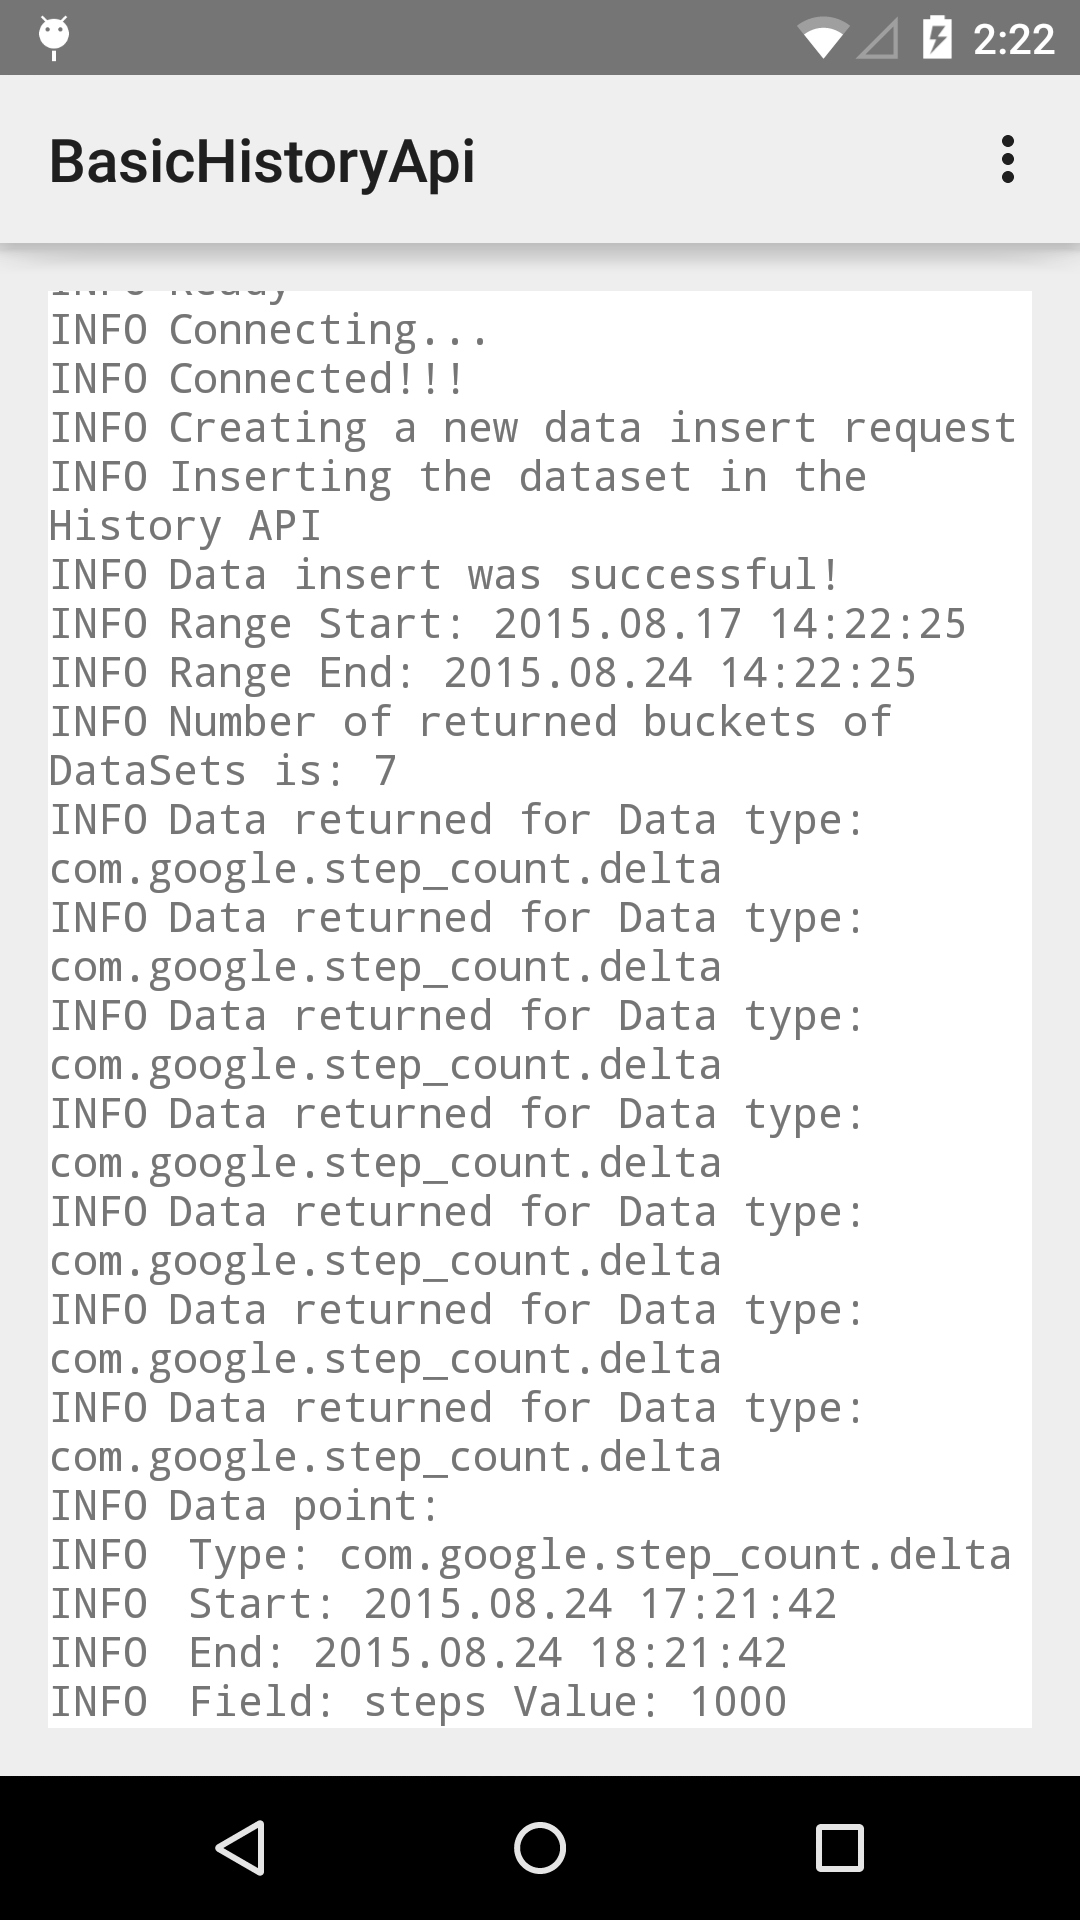 2:22
BasicHistoryApi
INFO Ready
INFO Connecting...
INFO Connected!!!
INFO Creating a new data insert request
INFO Inserting the dataset in the
History API
INFO Data insert was successful!
INFO Range Start: 2015.08.17 14:22:25
INFO Range End: 2015.08.24 14:22:25
INFO Number of returned buckets of
DataSets is: 7
INFO Data returned for Data type:
com.google.step_count.delta
INFO Data returned for Data type:
com.google.step_count.delta
INFO Data returned for Data type:
com.google.step_count.delta
INFO Data returned for Data type:
com.google.step_count.delta
INFO Data returned for Data type:
com.google.step_count.delta
INFO Data returned for Data type:
com.google.step_count.delta
INFO Data returned for Data type:
com.google.step_count.delta
INFO Data point:
INFO Type: com.google.step_count.delta
INFO Start: 2015.08.24 17:21:42
INFO End: 2015.08.24 18:21:42
INFO Field: steps Value: 1000